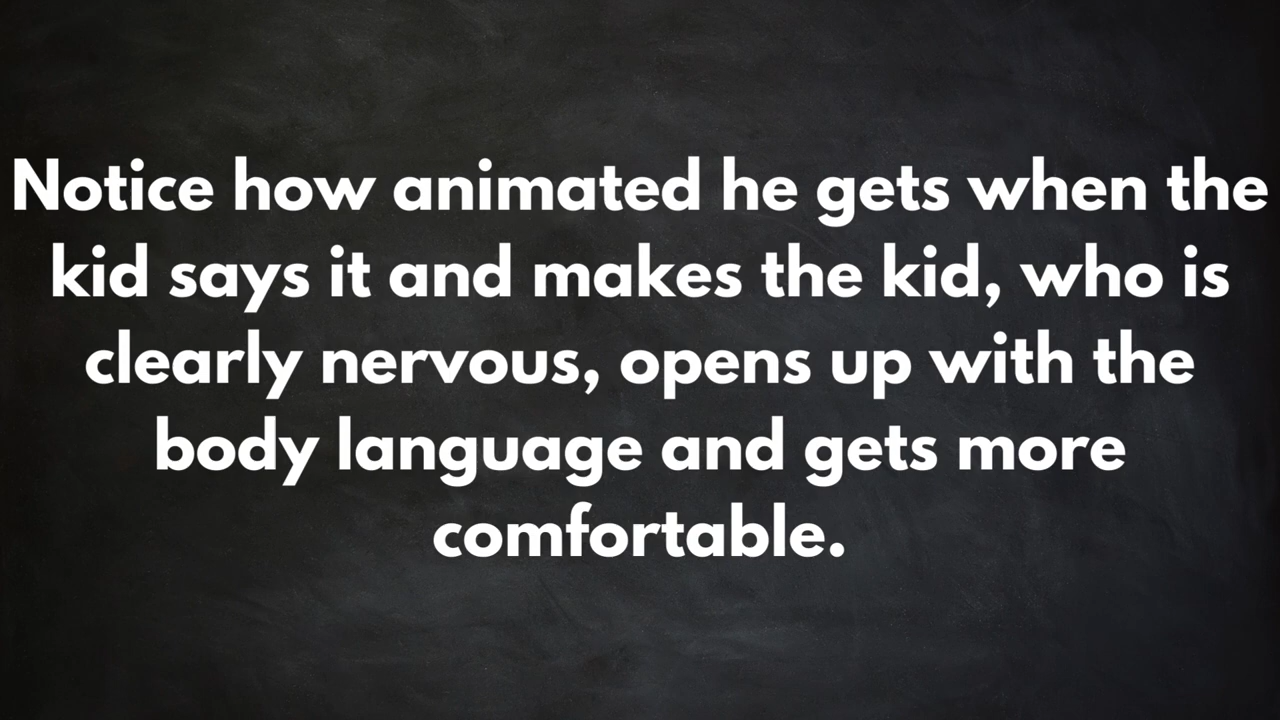 Notice how animated he gets when the
kid says it and makes the kid, who is
clearly nervous, opens up with the
body language and gets more
comfortable.